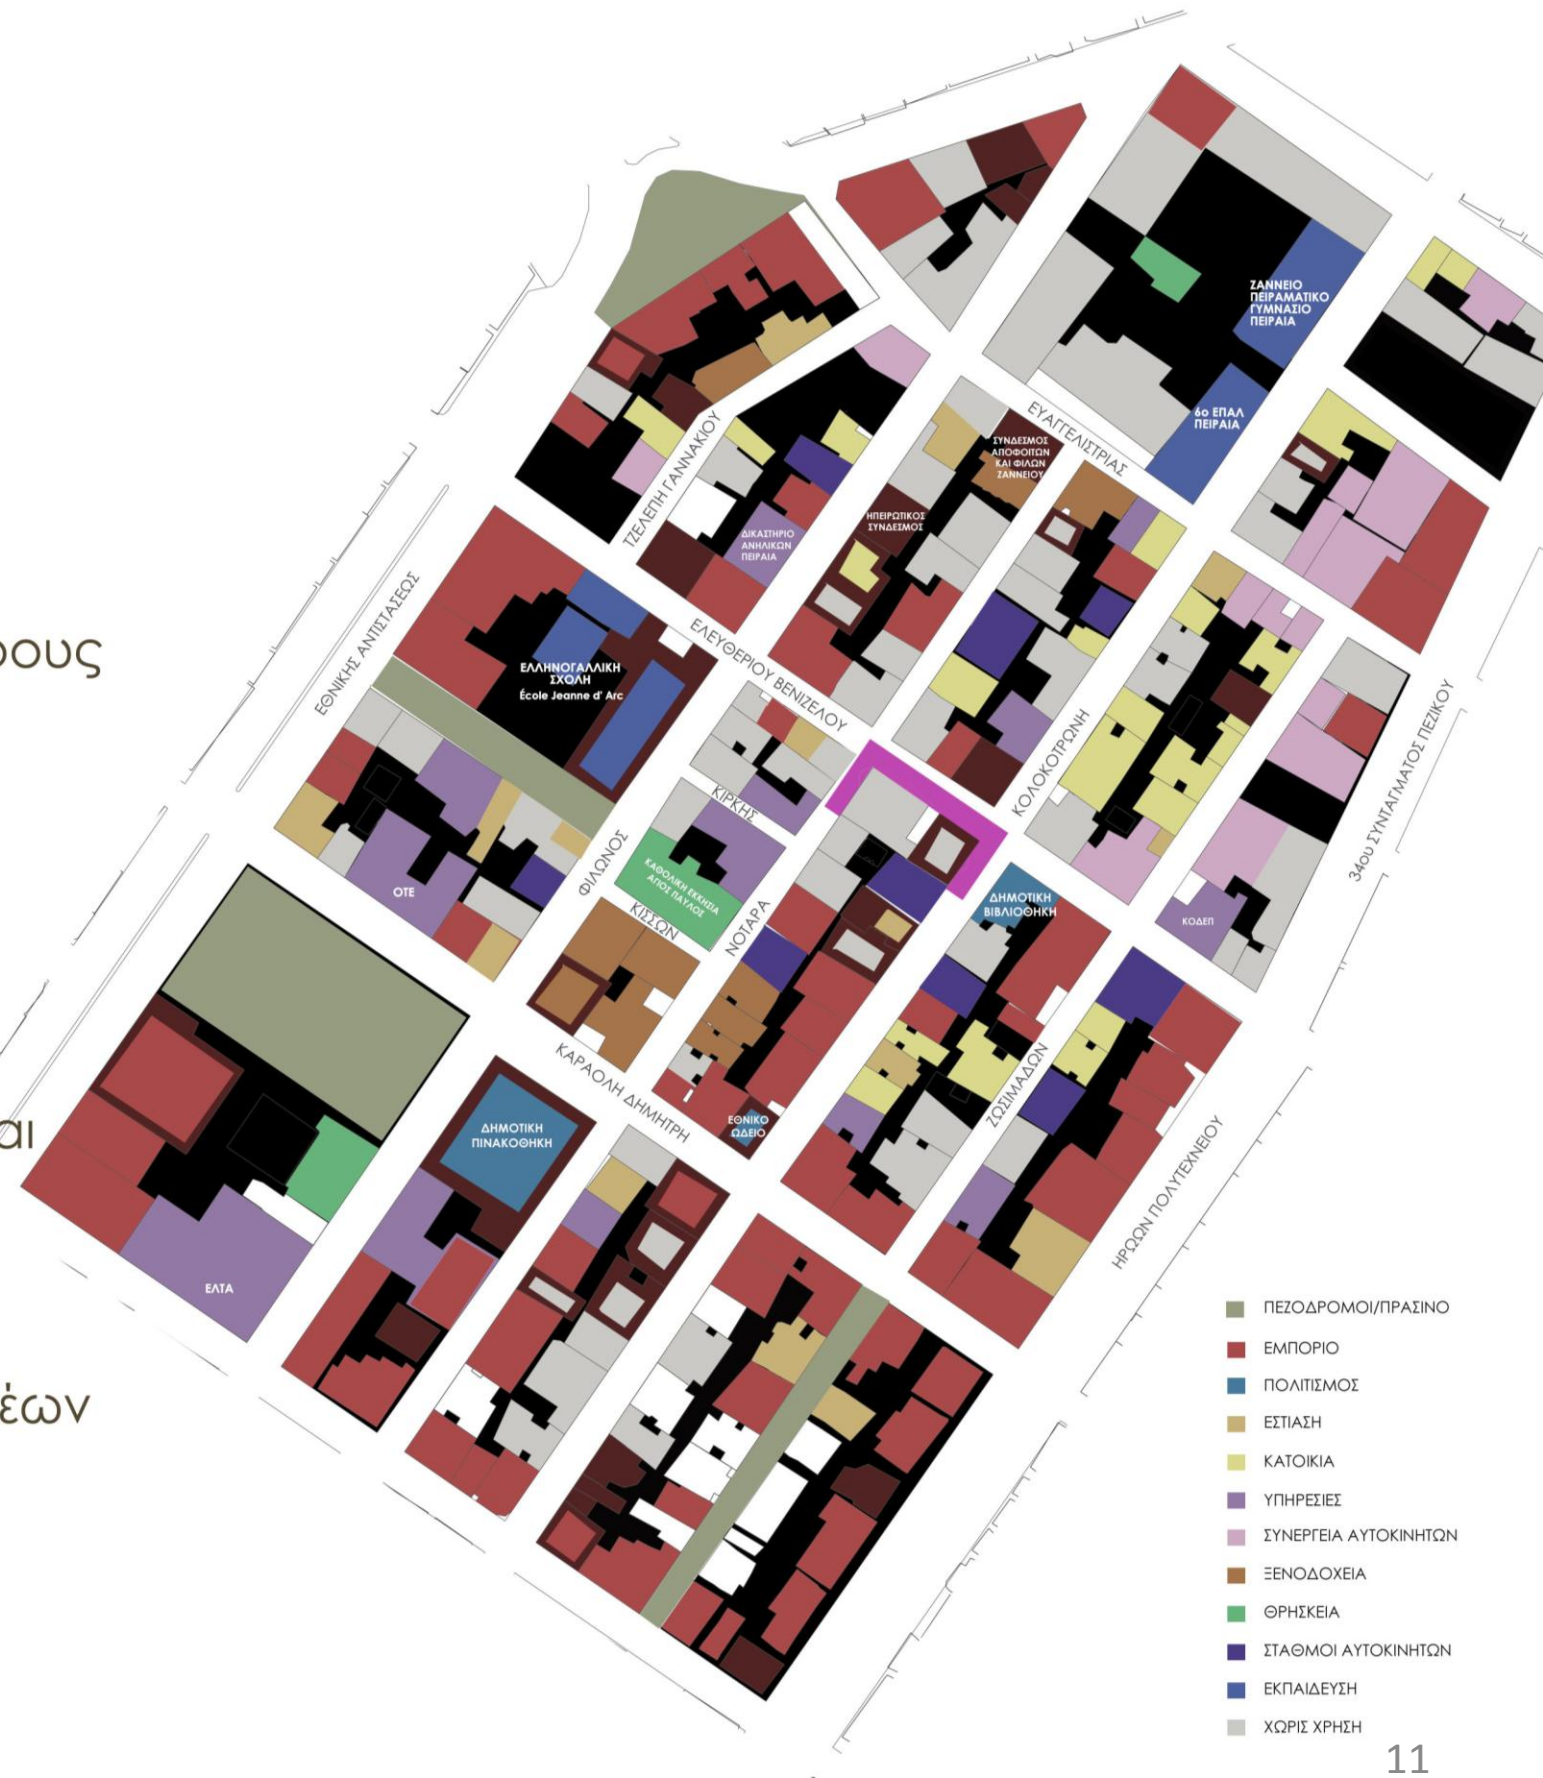 ρους
αι
έων
ΖΑΝΝΕΙΟ
ΠΕΙΡΑΜΑΤΙΚΟ
ΓΥΜΝΑΣΙΟ
ΠΕΙΡΑΙΑ
6ο ΕΠΑΛ
ΠΕΙΡΑΙΑ
ΕΥΑΓΓΕΛΙΣΤΡΙΑΣ
ΣΥΝΔΕΣΜΟΣ
ΑΠΟΦΟΙΤΩΝ
ΚΑΙ ΦΙΛΩΝ
ΖΑΝΝΕΙΟΥ
ΗΠΕΙΡΩΤΙΚΟΣ
ΣΥΝΔΕΣΜΟΣ
ΤΖΕΛΕΠΗ ΓΙΑΝΝΑΚΙΟΥ
ΔΙΚΑΣΤΗΡΙΟ
ΑΝΗΛΙΚΩΝ
ΠΕΙΡΑΙΑ
ΕΘΝΙΚΗΣ ΑΝΤΙΣΤΑΣΕΩΣ
ΕΛΛΗΝΟΓΑΛΛΙΚΗ
ΣΧΟΛΗ
École Jeanne d' Arc
ΕΛΕΥΘΕΡΙΟΥ ΒΕΝΙΖΕΛΟΥ
ΚΟΛΟΚΟΤΡΩΝΗ
34ου ΣΥΝΤΑΓΜΑΤΟΣ ΠΕΖΙΚΟΥ
ΚΙΡΚΗΣ
ΦΙΛΩΝΟΣ
ΚΑΘΟΛΙΚΗ ΕΚΚΗΣΙΑ
ΑΓΙΟΣ ΠΑΥΛΟΣ
ΚΙΣΣΩΝ
ΝΟΤΑΡΑ
ΟΤΕ
ΔΗΜΟΤΙΚΗ
ΒΙΒΛΙΟΘΗΚΗ
ΚΟΔΕΠ
ΚΑΡΑΟΛΗ ΔΗΜΗΤΡΗ
ΖΩΣΙΜΑΔΩΝ
ΔΗΜΟΤΙΚΗ
ΠΙΝΑΚΟΘΗΚΗ
ΕΘΝΙΚΟ
ΩΔΕΙΟ
ΗΡΩΩΝ ΠΟΛΥΤΕΧΝΕΙΟΥ
ΕΛΤΑ
ΠΕΖΟΔΡΟΜΟΙ/ΠΡΑΣΙΝΟ
ΕΜΠΟΡΙΟ
ΠΟΛΙΤΙΣΜΟΣ
ΕΣΤΙΑΣΗ
ΚΑΤΟΙΚΙΑ
ΥΠΗΡΕΣΙΕΣ
ΣΥΝΕΡΓΕΙΑ ΑΥΤΟΚΙΝΗΤΩΝ
ΞΕΝΟΔΟΧΕΙΑ
ΘΡΗΣΚΕΙΑ
ΣΤΑΘΜΟΙ ΑΥΤΟΚΙΝΗΤΩΝ
ΕΚΠΑΙΔΕΥΣΗ
ΧΩΡΙΣ ΧΡΗΣΗ
11